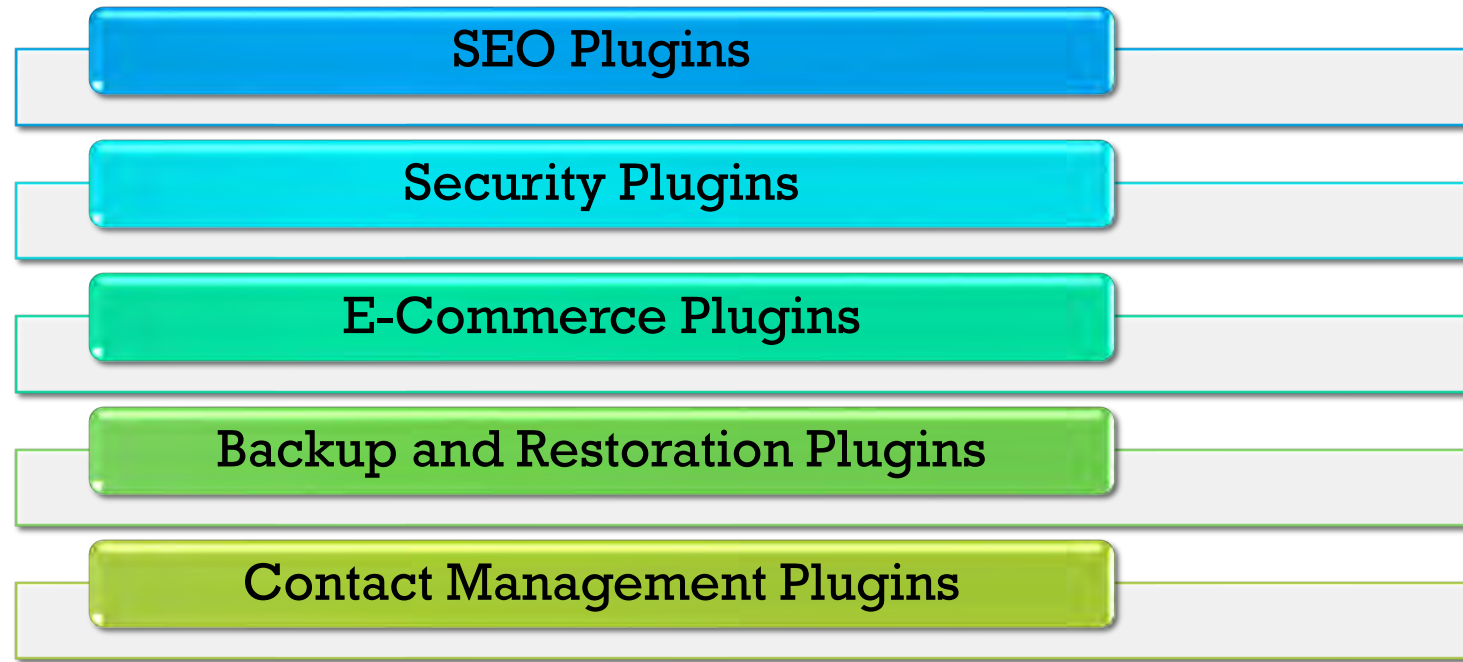 SEO Plugins
Security Plugins
E-Commerce Plugins
Backup and Restoration Plugins
Contact Management Plugins